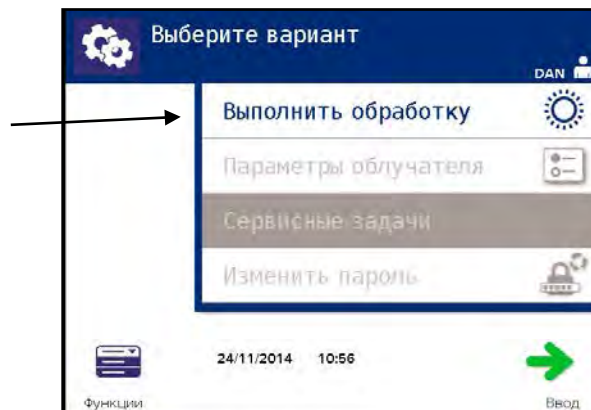 Выберите вариант
DAN
Выполнить обработку
Параметры облучателя
Сервисные задачи
Изменить пароль
24/11/2014 10:56
Функции
Ввод